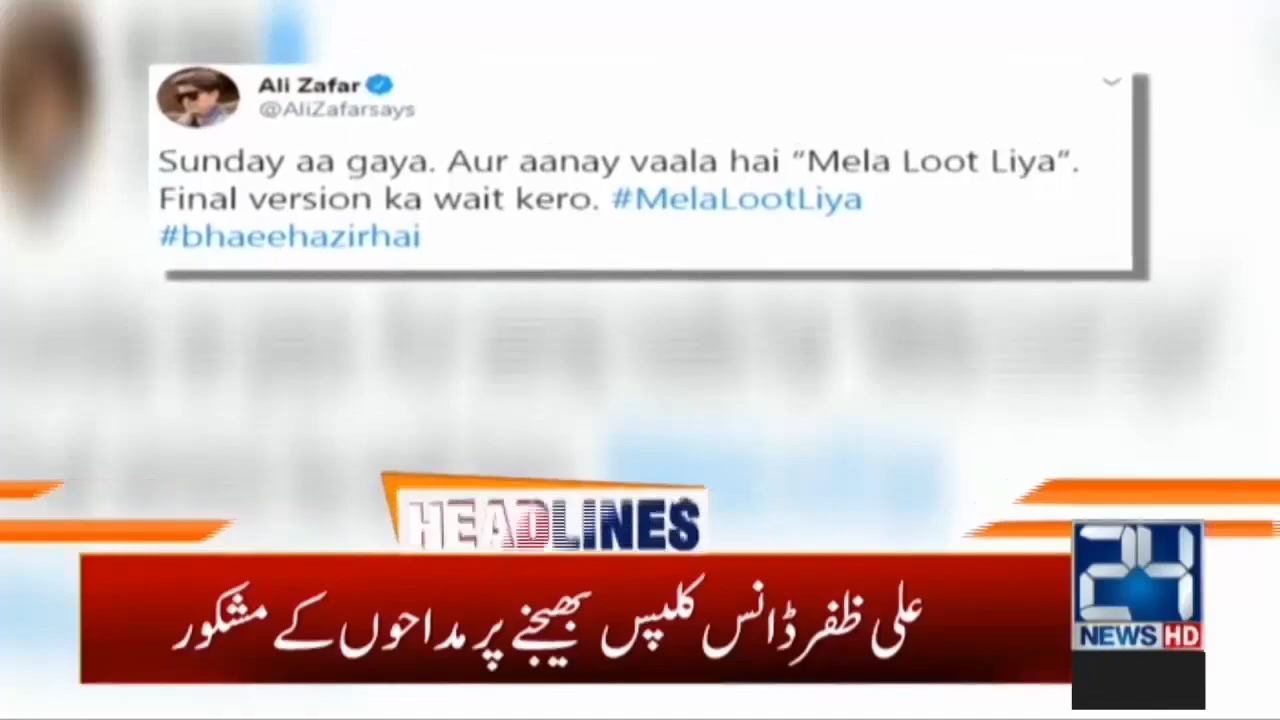 Ali Zafar
@AliZafarsays
Sunday aa gaya. Aur aanay vaala hai “Mela Loot Liya”.
Final version ka wait kero. #MelaLootLiya
#bhaeehazirhai
HEADLINES
علی ظفر ڈانس کلپس بھیجنے پر مداحوں کے مشکور
24
NEWS HD